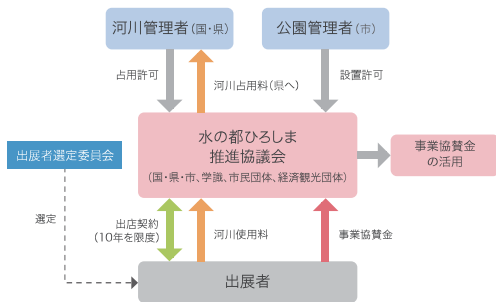 河川管理者（国・県）
公園管理者（市）
占用許可
河川占用料（県へ）
設置許可
出展者選定委員会
水の都ひろしま
推進協議会
（国・県・市、学識、市民団体、経済観光団体）
事業協賛金
の活用
選定
出店契約
（10年を限度）
河川使用料
事業協賛金
出展者